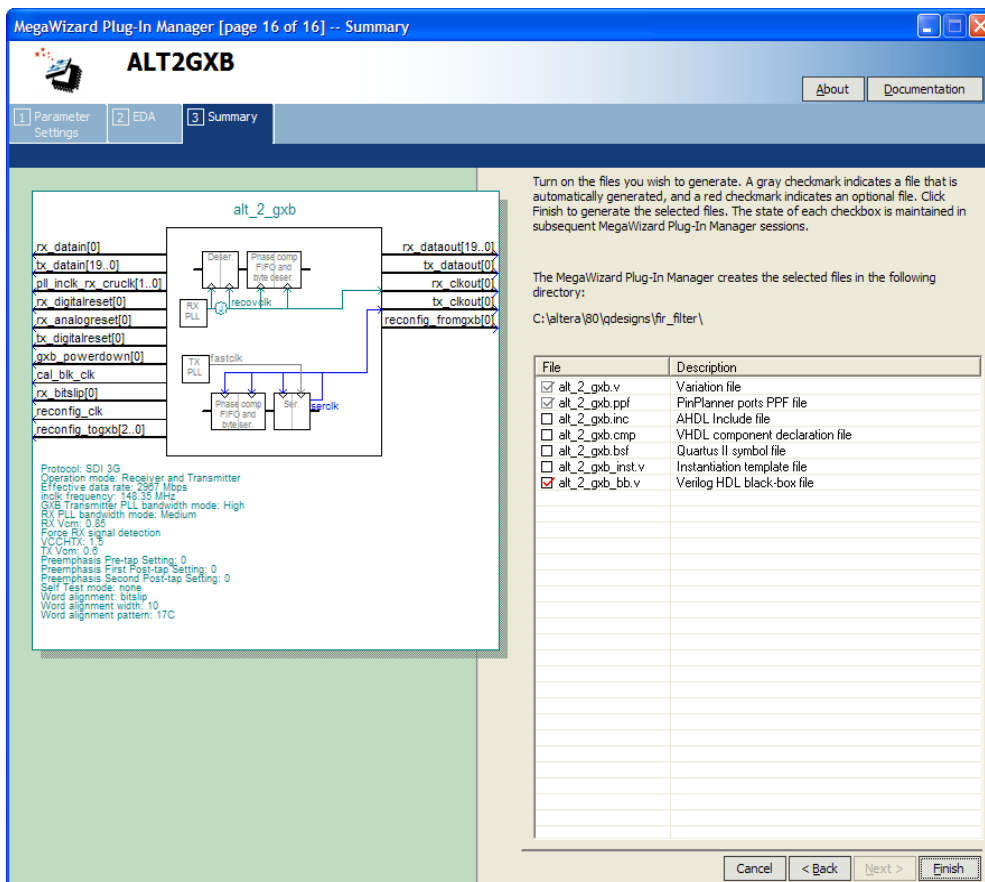 MegaWizard Plug-In Manager [page 16 of 16] -- Summary
ALT2GXB
About
Documentation
1 Parameter Settings
2 EDA
3 Summary
alt_2_gxb
rx_datain[0]
tx_datain[19..0]
pll_inclk_rx_cruclk[1..0]
rx_digitalreset[0]
rx_analogreset[0]
tx_digitalreset[0]
gxb_powerdown[0]
cal_blk_clk
rx_bitslip[0]
reconfig_clk
reconfig_togxb[2..0]
Deser.
Phase comp
FIFO and
byte deser.
RX
PLL
recovclk
TX
PLL
fastclk
Phase comp
FIFO and
byte ser.
Ser.
serclk
rx_dataout[19..0]
tx_dataout[0]
rx_clkout[0]
tx_clkout[0]
reconfig_fromgxb[0]
Protocol: SDI 3G
Operation mode: Receiver and Transmitter
Effective data rate: 2967 Mbps
inclk frequency: 148.35 MHz
GXB Transmitter PLL bandwidth mode: High
RX PLL bandwidth mode: Medium
RX Vcm: 0.85
Force RX signal detection
VCCHTX: 1.5
TX Vcm: 0.6
Preemphasis Pre-tap Setting: 0
Preemphasis First Post-tap Setting: 0
Preemphasis Second Post-tap Setting: 0
Self Test mode: none
Word alignment: bitslip
Word alignment width: 10
Word alignment pattern: 17C
Turn on the files you wish to generate. A gray checkmark indicates a file that is
automatically generated, and a red checkmark indicates an optional file. Click
Finish to generate the selected files. The state of each checkbox is maintained in
subsequent MegaWizard Plug-In Manager sessions.
The MegaWizard Plug-In Manager creates the selected files in the following
directory:
C:\altera\80\qdesigns\fir_filter\
File Description
alt_2_gxb.v Variation file
alt_2_gxb.ppf PinPlanner ports PPF file
alt_2_gxb.inc AHDL Include file
alt_2_gxb.cmp VHDL component declaration file
alt_2_gxb.bsf Quartus II symbol file
alt_2_gxb_inst.v Instantiation template file
alt_2_gxb_bb.v Verilog HDL black-box file
Cancel
< Back
Next >
Finish